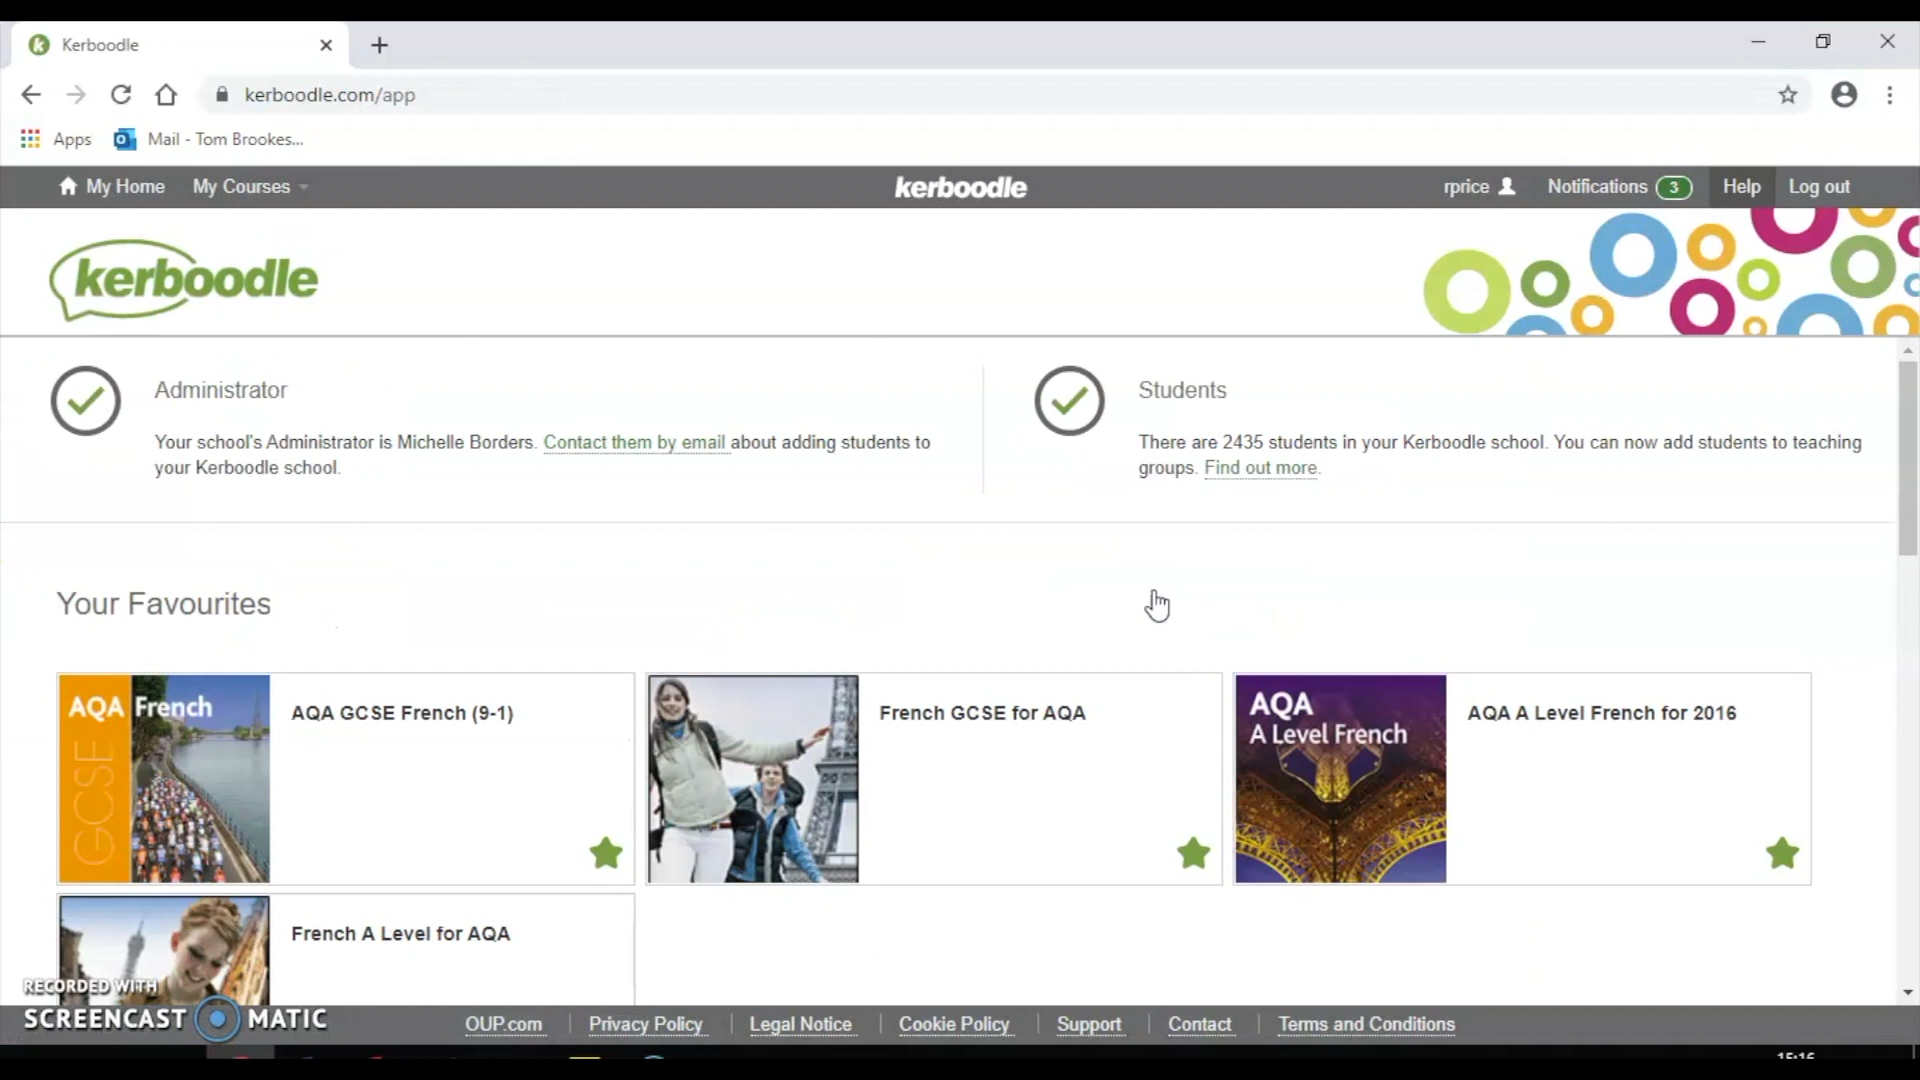 Kerboodle
kerboodle.com/app
Apps
Mail - Tom Brookes...
My Home
My Courses
kerboodle
rprice
Notifications 3
Help
Log out
kerboodle
Administrator
Your school's Administrator is Michelle Borders. Contact them by email about adding students to
your Kerboodle school.
Students
There are 2435 students in your Kerboodle school. You can now add students to teaching
groups. Find out more.
Your Favourites
AQA French
GCSE
AQA GCSE French (9-1)
French GCSE for AQA
AQA
A Level French
AQA A Level French for 2016
French A Level for AQA
RECORDED WITH
SCREENCAST MATIC
OUP.com
Privacy Policy
Legal Notice
Cookie Policy
Support
Contact
Terms and Conditions
15:16